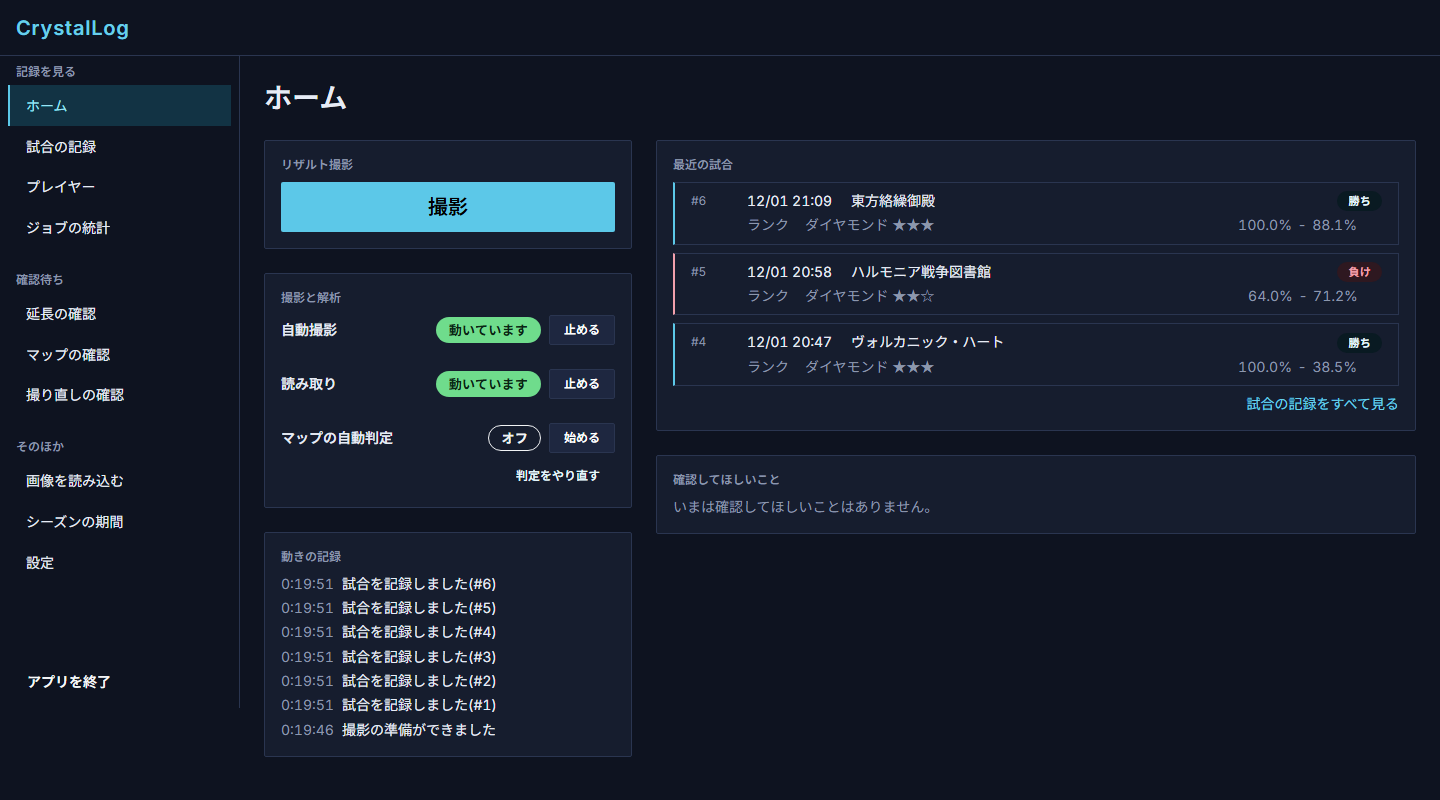 CrystalLog
記録を見る
ホーム
試合の記録
プレイヤー
ジョブの統計
確認待ち
延長の確認
マップの確認
撮り直しの確認
そのほか
画像を読み込む
シーズンの期間
設定
アプリを終了
ホーム
リザルト撮影
撮影
撮影と解析
自動撮影 動いています 止める
読み取り 動いています 止める
マップの自動判定 オフ 始める
判定をやり直す
動きの記録
0:19:51 試合を記録しました(#6)
0:19:51 試合を記録しました(#5)
0:19:51 試合を記録しました(#4)
0:19:51 試合を記録しました(#3)
0:19:51 試合を記録しました(#2)
0:19:51 試合を記録しました(#1)
0:19:46 撮影の準備ができました
最近の試合
#6 12/01 21:09 東方絡繰御殿 勝ち
ランク ダイヤモンド ★★★ 100.0% - 88.1%
#5 12/01 20:58 ハルモニア戦争図書館 負け
ランク ダイヤモンド ★★☆ 64.0% - 71.2%
#4 12/01 20:47 ヴォルカニック・ハート 勝ち
ランク ダイヤモンド ★★★ 100.0% - 38.5%
試合の記録をすべて見る
確認してほしいこと
いまは確認してほしいことはありません。